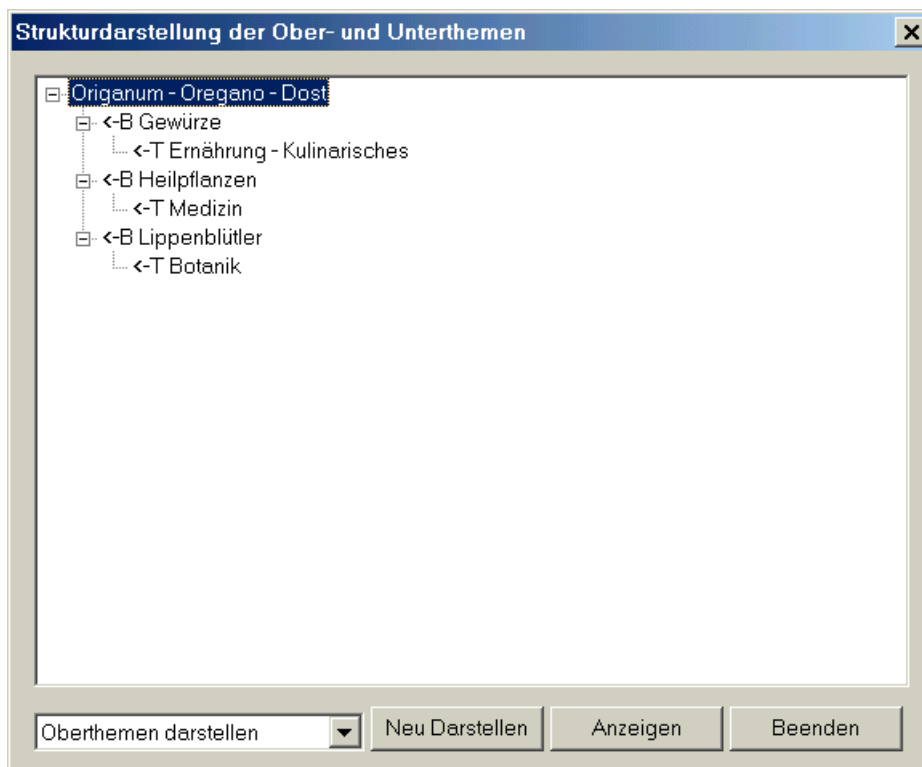 Strukturdarstellung der Ober- und Unterthemen
Origanum - Oregano - Dost
<-B Gewürze
<-T Ernährung - Kulinarisches
<-B Heilpflanzen
<-T Medizin
<-B Lippenblütler
<-T Botanik
Oberthemen darstellen Neu Darstellen Anzeigen Beenden